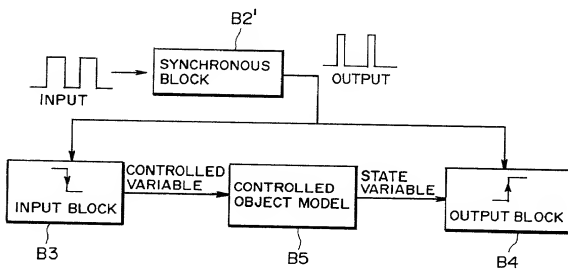 B2'
SYNCHRONOUS
BLOCK
INPUT
OUTPUT
CONTROLLED
VARIABLE
STATE
VARIABLE
INPUT BLOCK
CONTROLLED
OBJECT MODEL
OUTPUT BLOCK
B3
B5
B4